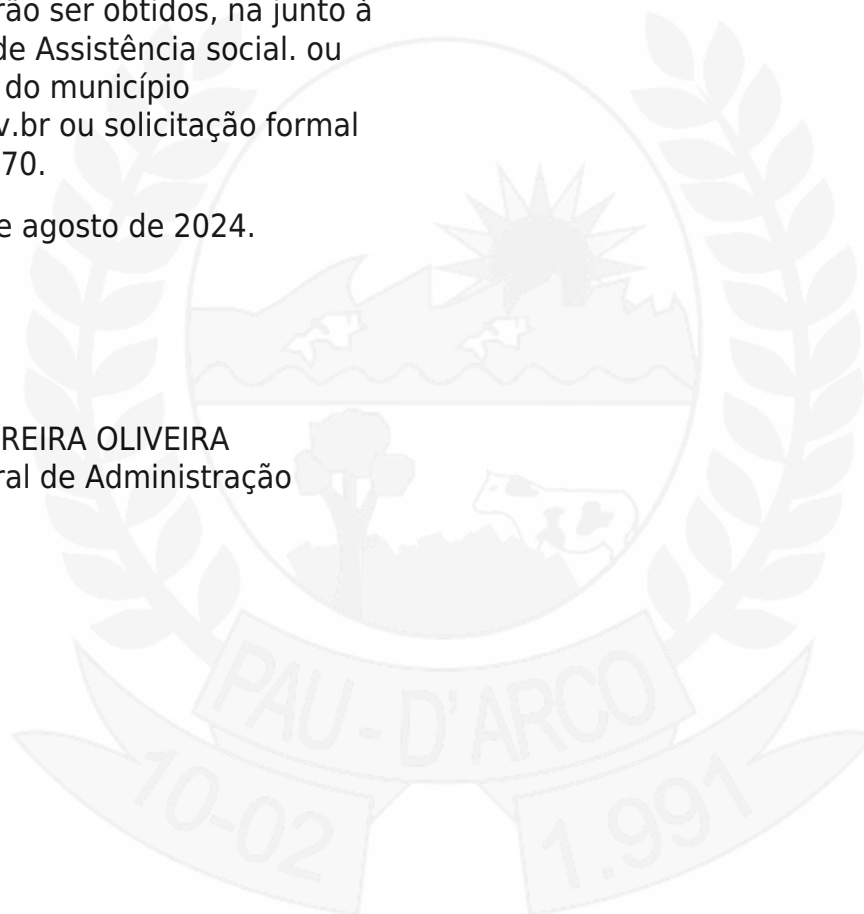 rão ser obtidos, na junto à
de Assistência social. ou
do município
v.br ou solicitação formal
70.
e agosto de 2024.
REIRA OLIVEIRA
ral de Administração
PAU - D'ARCO
10-02 1.991